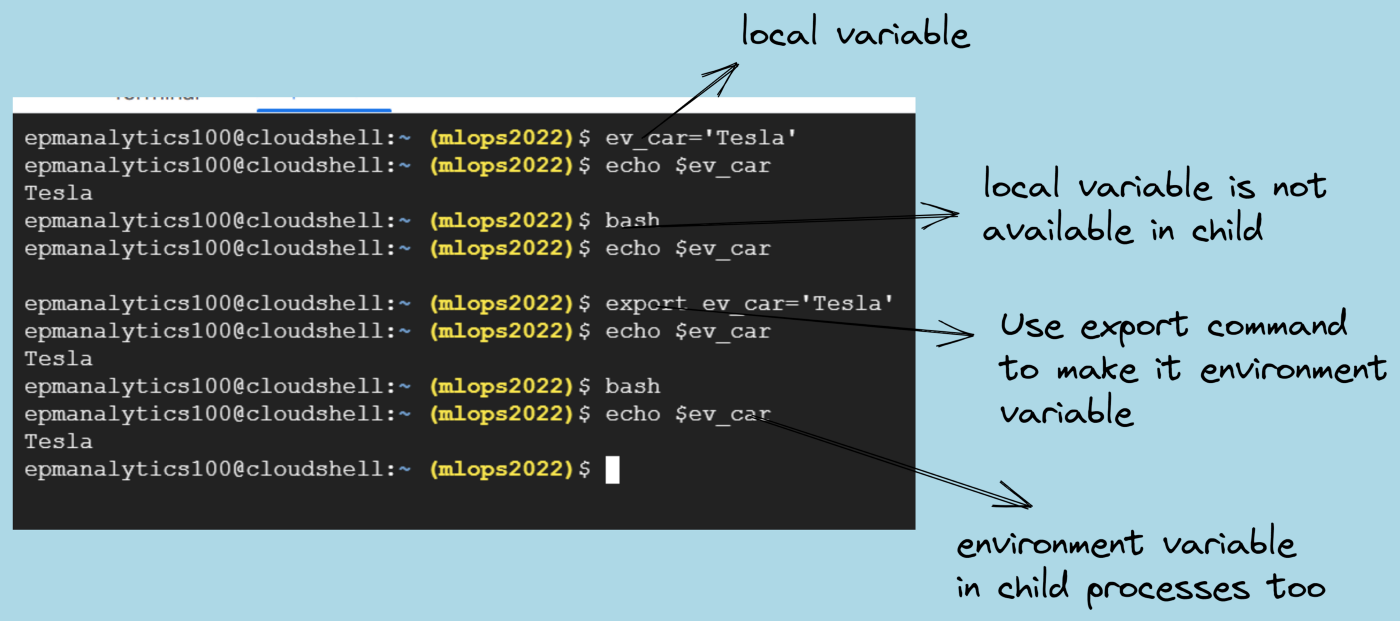 local variable
epmanalytics100@cloudshell:~ (mlops2022)$ ev_car='Tesla'
epmanalytics100@cloudshell:~ (mlops2022)$ echo $ev_car
Tesla
epmanalytics100@cloudshell:~ (mlops2022)$ bash
epmanalytics100@cloudshell:~ (mlops2022)$ echo $ev_car
local variable is not
available in child
epmanalytics100@cloudshell:~ (mlops2022)$ export ev_car='Tesla'
epmanalytics100@cloudshell:~ (mlops2022)$ echo $ev_car
Tesla
epmanalytics100@cloudshell:~ (mlops2022)$ bash
epmanalytics100@cloudshell:~ (mlops2022)$ echo $ev_car
Tesla
epmanalytics100@cloudshell:~ (mlops2022)$
Use export command
to make it environment
variable
environment variable
in child processes too